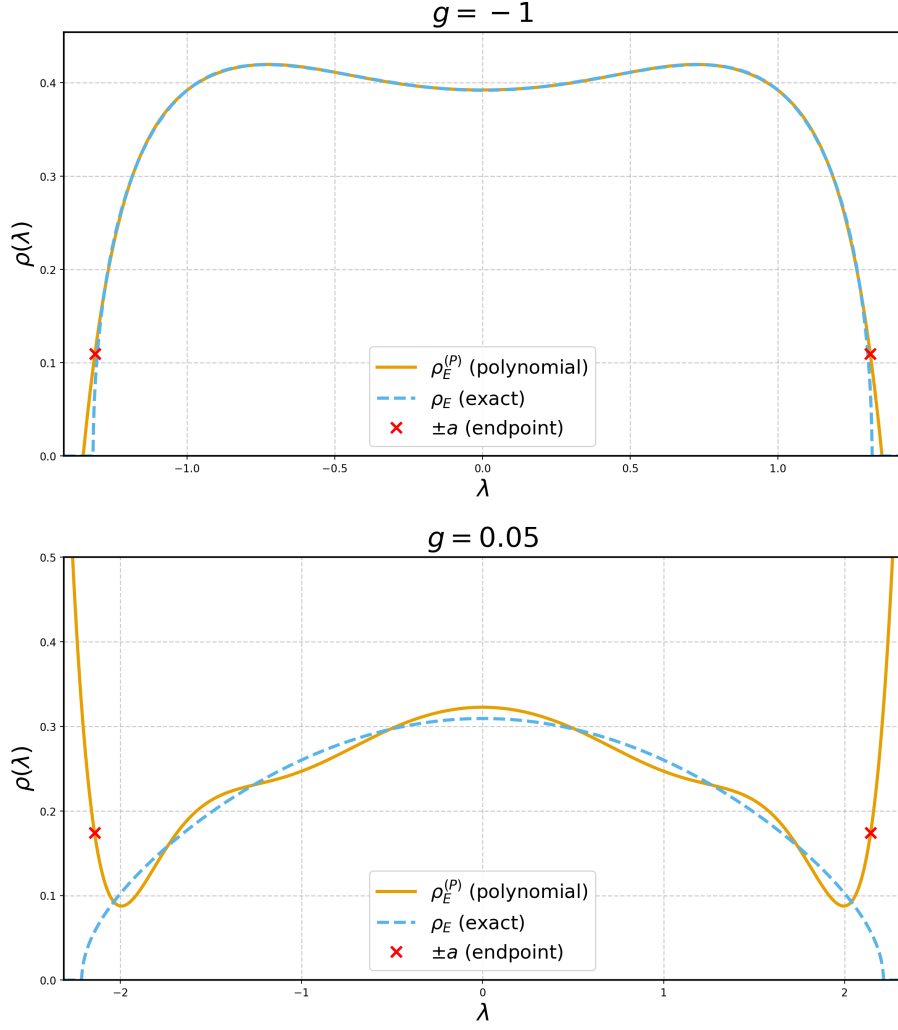 g = −1
ρ(λ)
0.4
0.3
0.2
0.1
0.0
ρ_E^(P) (polynomial)
ρ_E (exact)
±a (endpoint)
−1.0 −0.5 0.0 0.5 1.0
λ
g = 0.05
ρ(λ)
0.5
0.4
0.3
0.2
0.1
0.0
ρ_E^(P) (polynomial)
ρ_E (exact)
±a (endpoint)
−2 −1 0 1 2
λ